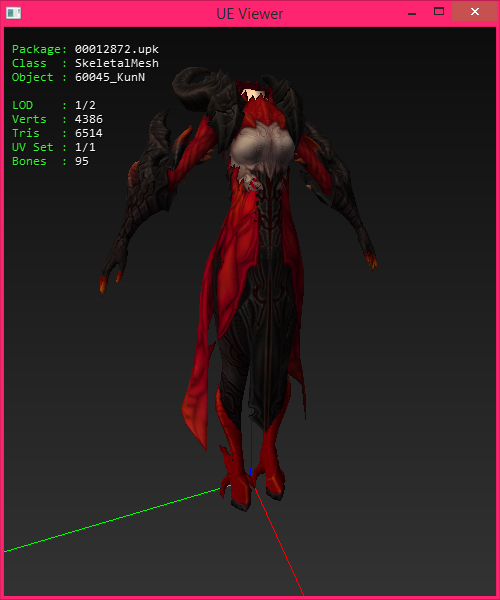 UE Viewer
Package: 00012872.upk
Class  : SkeletalMesh
Object : 60045_KunN
LOD    : 1/2
Verts  : 4386
Tris   : 6514
UV Set : 1/1
Bones  : 95